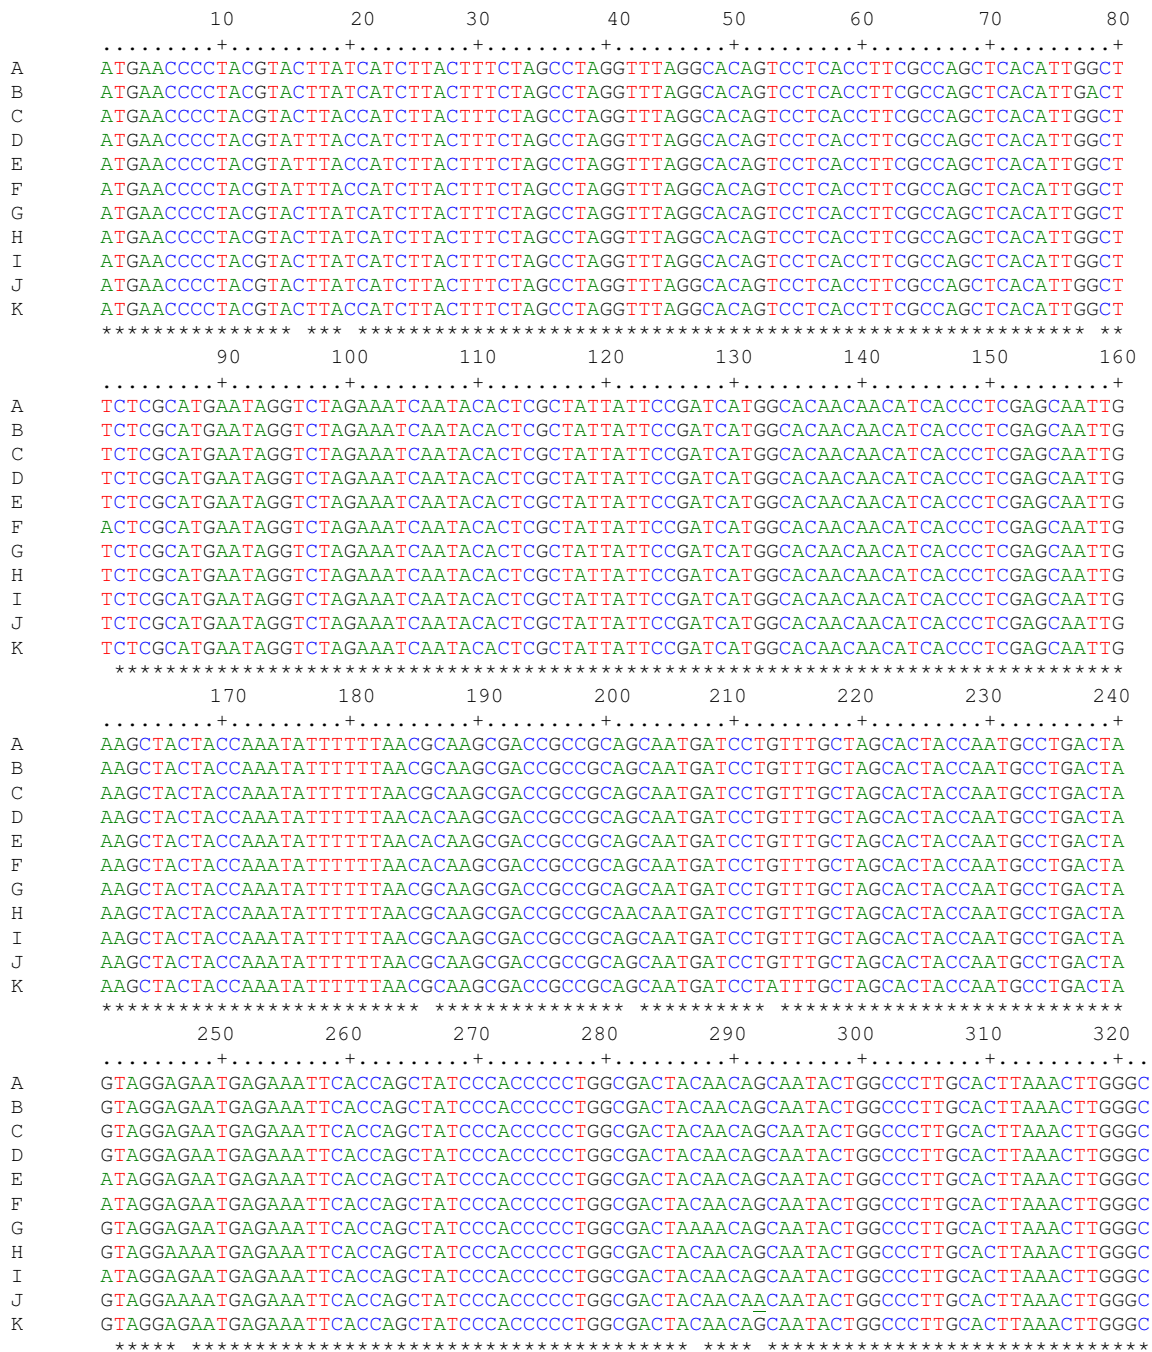 10 20 30 40 50 60 70 80
.........+.........+.........+.........+.........+.........+.........+.........+
A ATGAACCCCTACGTACTTATCATCTTACTTTCTAGCCTAGGTTTAGGCACAGTCCTCACCTTCGCCAGCTCACATTGGCT
B ATGAACCCCTACGTACTTATCATCTTACTTTCTAGCCTAGGTTTAGGCACAGTCCTCACCTTCGCCAGCTCACATTGACT
C ATGAACCCCTACGTACTTACCATCTTACTTTCTAGCCTAGGTTTAGGCACAGTCCTCACCTTCGCCAGCTCACATTGGCT
D ATGAACCCCTACGTATTTACCATCTTACTTTCTAGCCTAGGTTTAGGCACAGTCCTCACCTTCGCCAGCTCACATTGGCT
E ATGAACCCCTACGTATTTACCATCTTACTTTCTAGCCTAGGTTTAGGCACAGTCCTCACCTTCGCCAGCTCACATTGGCT
F ATGAACCCCTACGTATTTACCATCTTACTTTCTAGCCTAGGTTTAGGCACAGTCCTCACCTTCGCCAGCTCACATTGGCT
G ATGAACCCCTACGTACTTATCATCTTACTTTCTAGCCTAGGTTTAGGCACAGTCCTCACCTTCGCCAGCTCACATTGGCT
H ATGAACCCCTACGTACTTATCATCTTACTTTCTAGCCTAGGTTTAGGCACAGTCCTCACCTTCGCCAGCTCACATTGGCT
I ATGAACCCCTACGTACTTATCATCTTACTTTCTAGCCTAGGTTTAGGCACAGTCCTCACCTTCGCCAGCTCACATTGGCT
J ATGAACCCCTACGTACTTATCATCTTACTTTCTAGCCTAGGTTTAGGCACAGTCCTCACCTTCGCCAGCTCACATTGGCT
K ATGAACCCCTACGTACTTACCATCTTACTTTCTAGCCTAGGTTTAGGCACAGTCCTCACCTTCGCCAGCTCACATTGGCT
*************** *** ********************************************************* **
90 100 110 120 130 140 150 160
.........+.........+.........+.........+.........+.........+.........+.........+
A TCTCGCATGAATAGGTCTAGAAATCAATACACTCGCTATTATTCCGATCATGGCACAACAACATCACCCTCGAGCAATTG
B TCTCGCATGAATAGGTCTAGAAATCAATACACTCGCTATTATTCCGATCATGGCACAACAACATCACCCTCGAGCAATTG
C TCTCGCATGAATAGGTCTAGAAATCAATACACTCGCTATTATTCCGATCATGGCACAACAACATCACCCTCGAGCAATTG
D TCTCGCATGAATAGGTCTAGAAATCAATACACTCGCTATTATTCCGATCATGGCACAACAACATCACCCTCGAGCAATTG
E TCTCGCATGAATAGGTCTAGAAATCAATACACTCGCTATTATTCCGATCATGGCACAACAACATCACCCTCGAGCAATTG
F ACTCGCATGAATAGGTCTAGAAATCAATACACTCGCTATTATTCCGATCATGGCACAACAACATCACCCTCGAGCAATTG
G TCTCGCATGAATAGGTCTAGAAATCAATACACTCGCTATTATTCCGATCATGGCACAACAACATCACCCTCGAGCAATTG
H TCTCGCATGAATAGGTCTAGAAATCAATACACTCGCTATTATTCCGATCATGGCACAACAACATCACCCTCGAGCAATTG
I TCTCGCATGAATAGGTCTAGAAATCAATACACTCGCTATTATTCCGATCATGGCACAACAACATCACCCTCGAGCAATTG
J TCTCGCATGAATAGGTCTAGAAATCAATACACTCGCTATTATTCCGATCATGGCACAACAACATCACCCTCGAGCAATTG
K TCTCGCATGAATAGGTCTAGAAATCAATACACTCGCTATTATTCCGATCATGGCACAACAACATCACCCTCGAGCAATTG
 *******************************************************************************
170 180 190 200 210 220 230 240
.........+.........+.........+.........+.........+.........+.........+.........+
A AAGCTACTACCAAATATTTTTTAACGCAAGCGACCGCCGCAGCAATGATCCTGTTTGCTAGCACTACCAATGCCTGACTA
B AAGCTACTACCAAATATTTTTTAACGCAAGCGACCGCCGCAGCAATGATCCTGTTTGCTAGCACTACCAATGCCTGACTA
C AAGCTACTACCAAATATTTTTTAACGCAAGCGACCGCCGCAGCAATGATCCTGTTTGCTAGCACTACCAATGCCTGACTA
D AAGCTACTACCAAATATTTTTTAACACAAGCGACCGCCGCAGCAATGATCCTGTTTGCTAGCACTACCAATGCCTGACTA
E AAGCTACTACCAAATATTTTTTAACACAAGCGACCGCCGCAGCAATGATCCTGTTTGCTAGCACTACCAATGCCTGACTA
F AAGCTACTACCAAATATTTTTTAACACAAGCGACCGCCGCAGCAATGATCCTGTTTGCTAGCACTACCAATGCCTGACTA
G AAGCTACTACCAAATATTTTTTAACGCAAGCGACCGCCGCAGCAATGATCCTGTTTGCTAGCACTACCAATGCCTGACTA
H AAGCTACTACCAAATATTTTTTAACGCAAGCGACCGCCGCAACAATGATCCTGTTTGCTAGCACTACCAATGCCTGACTA
I AAGCTACTACCAAATATTTTTTAACGCAAGCGACCGCCGCAGCAATGATCCTGTTTGCTAGCACTACCAATGCCTGACTA
J AAGCTACTACCAAATATTTTTTAACGCAAGCGACCGCCGCAGCAATGATCCTGTTTGCTAGCACTACCAATGCCTGACTA
K AAGCTACTACCAAATATTTTTTAACGCAAGCGACCGCCGCAGCAATGATCCTATTTGCTAGCACTACCAATGCCTGACTA
************************* *************** ********** ***************************
250 260 270 280 290 300 310 320
.........+.........+.........+.........+.........+.........+.........+.........+..
A GTAGGAGAATGAGAAATTCACCAGCTATCCCACCCCCTGGCGACTACAACAGCAATACTGGCCCTTGCACTTAAACTTGGGC
B GTAGGAGAATGAGAAATTCACCAGCTATCCCACCCCCTGGCGACTACAACAGCAATACTGGCCCTTGCACTTAAACTTGGGC
C GTAGGAGAATGAGAAATTCACCAGCTATCCCACCCCCTGGCGACTACAACAGCAATACTGGCCCTTGCACTTAAACTTGGGC
D GTAGGAGAATGAGAAATTCACCAGCTATCCCACCCCCTGGCGACTACAACAGCAATACTGGCCCTTGCACTTAAACTTGGGC
E ATAGGAGAATGAGAAATTCACCAGCTATCCCACCCCCTGGCGACTACAACAGCAATACTGGCCCTTGCACTTAAACTTGGGC
F ATAGGAGAATGAGAAATTCACCAGCTATCCCACCCCCTGGCGACTACAACAGCAATACTGGCCCTTGCACTTAAACTTGGGC
G GTAGGAGAATGAGAAATTCACCAGCTATCCCACCCCCTGGCGACTAAAACAGCAATACTGGCCCTTGCACTTAAACTTGGGC
H GTAGGAAAATGAGAAATTCACCAGCTATCCCACCCCCTGGCGACTACAACAGCAATACTGGCCCTTGCACTTAAACTTGGGC
I ATAGGAGAATGAGAAATTCACCAGCTATCCCACCCCCTGGCGACTACAACAGCAATACTGGCCCTTGCACTTAAACTTGGGC
J GTAGGAAAATGAGAAATTCACCAGCTATCCCACCCCCTGGCGACTACAACAACAATACTGGCCCTTGCACTTAAACTTGGGC
K GTAGGAGAATGAGAAATTCACCAGCTATCCCACCCCCTGGCGACTACAACAGCAATACTGGCCCTTGCACTTAAACTTGGGC
 ***** *************************************** **** ******************************